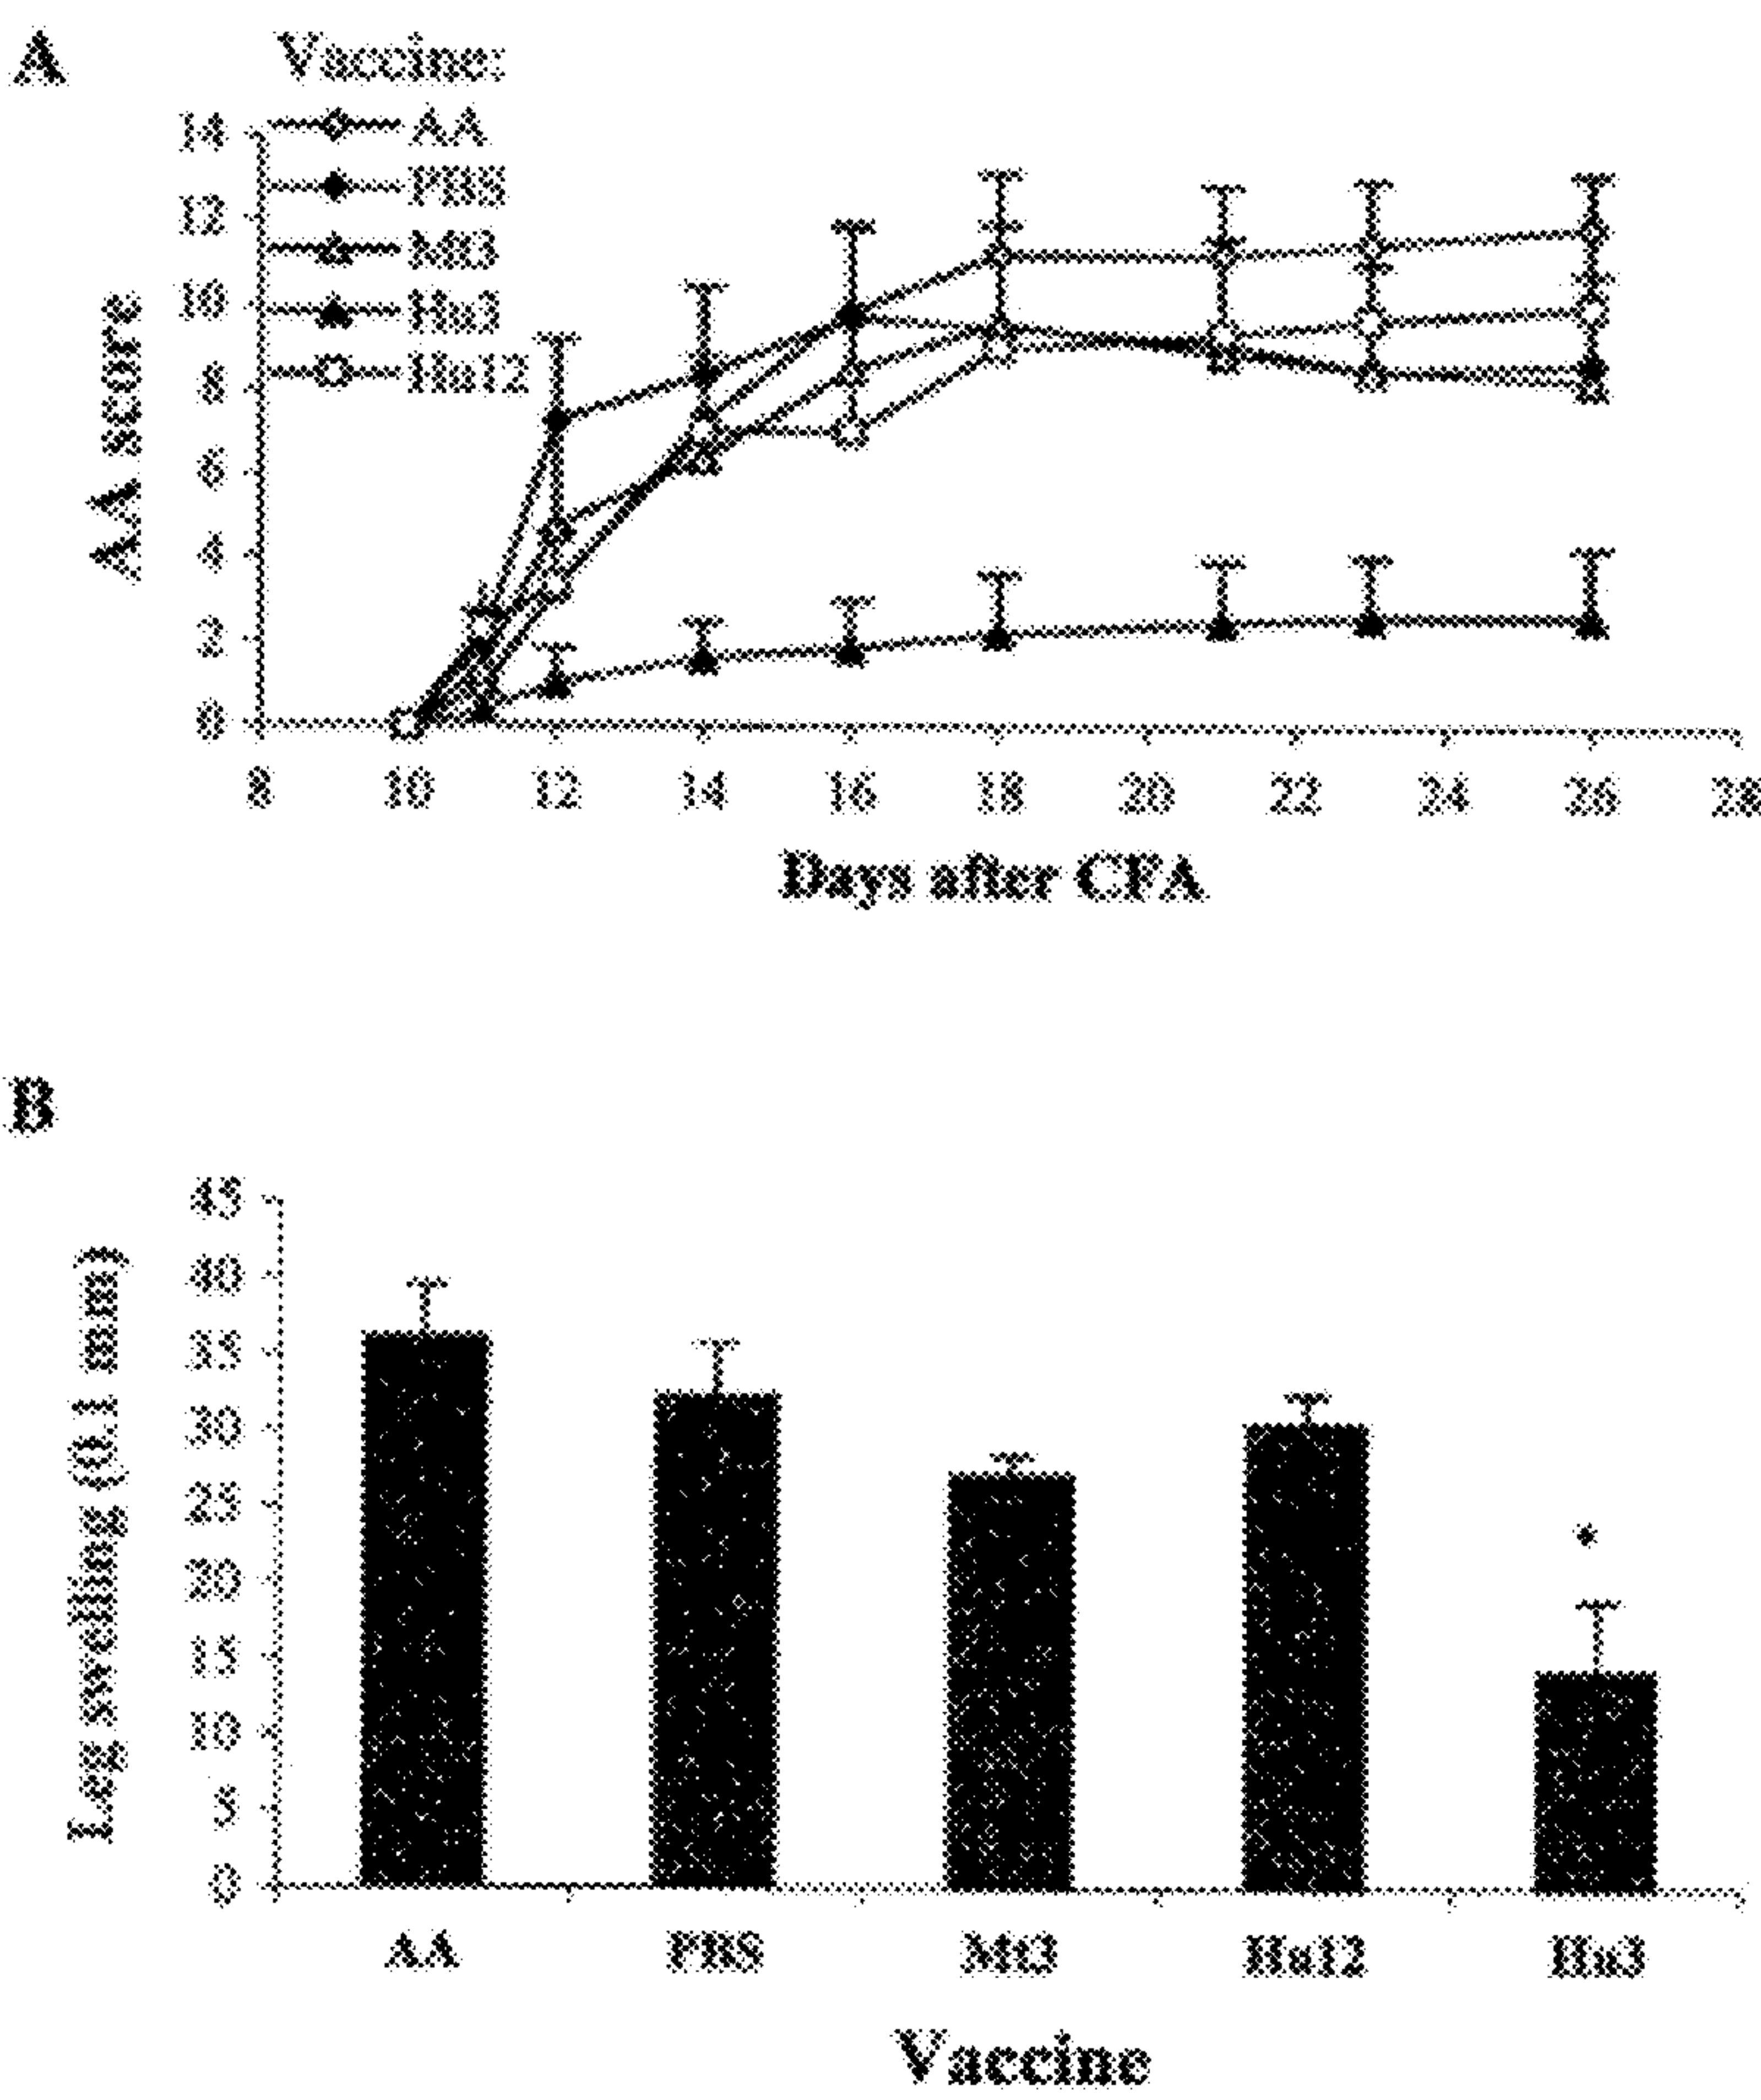 A
Vaccine:
AA
PBS
Mt3
Hu3
Hu12
14
12
10
8
6
4
2
0
AA score
8 10 12 14 16 18 20 22 24 26 28
Days after CFA
B
45
40
35
30
25
20
15
10
5
0
Leg swelling (0.1 mm)
*
AA PBS Mt3 Hu12 Hu3
Vaccine